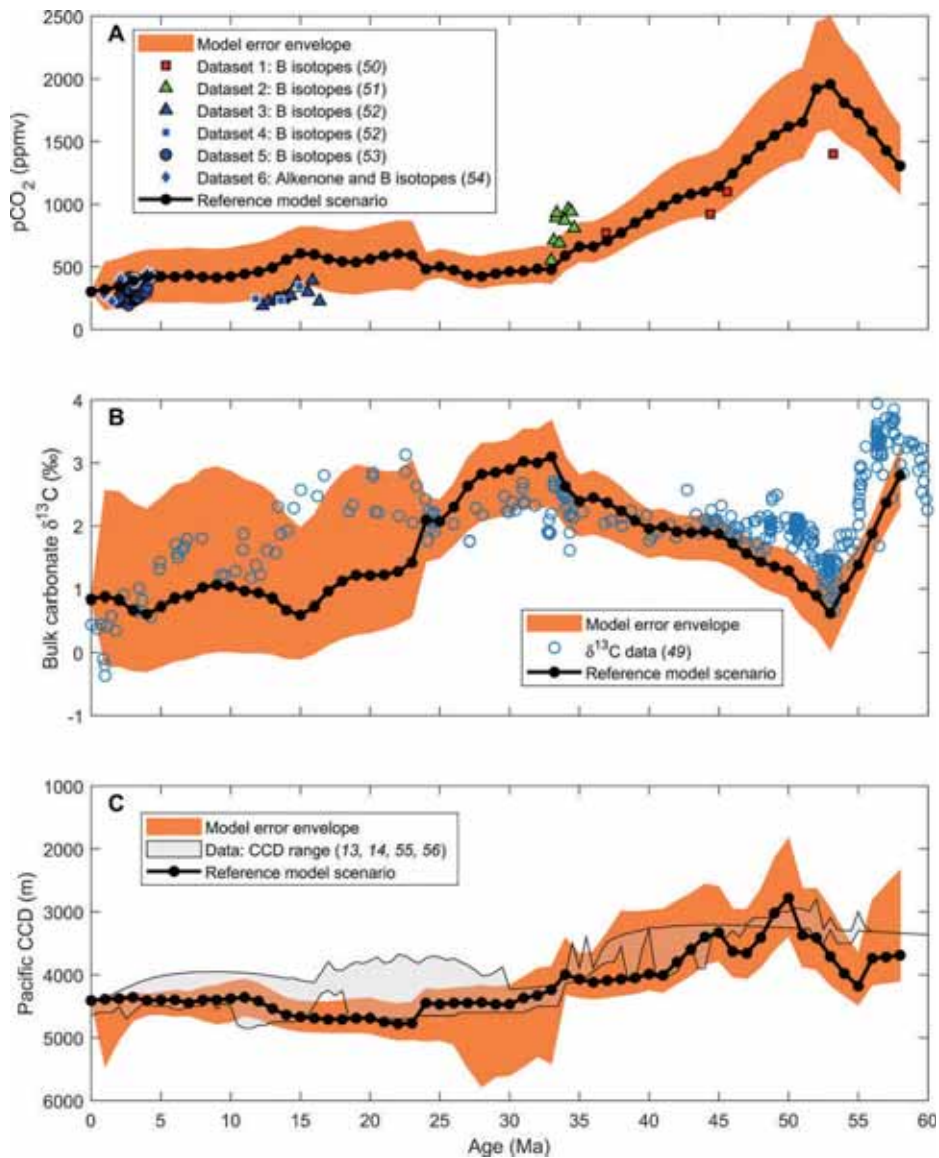 A
2500
2000
1500
1000
500
0
pCO₂ (ppmv)
Model error envelope
Dataset 1: B isotopes (50)
Dataset 2: B isotopes (51)
Dataset 3: B isotopes (52)
Dataset 4: B isotopes (52)
Dataset 5: B isotopes (53)
Dataset 6: Alkenone and B isotopes (54)
Reference model scenario
B
4
3
2
1
0
-1
Bulk carbonate δ¹³C (‰)
Model error envelope
δ¹³C data (49)
Reference model scenario
C
1000
2000
3000
4000
5000
6000
Pacific CCD (m)
Model error envelope
Data: CCD range (13, 14, 55, 56)
Reference model scenario
0 5 10 15 20 25 30 35 40 45 50 55 60
Age (Ma)